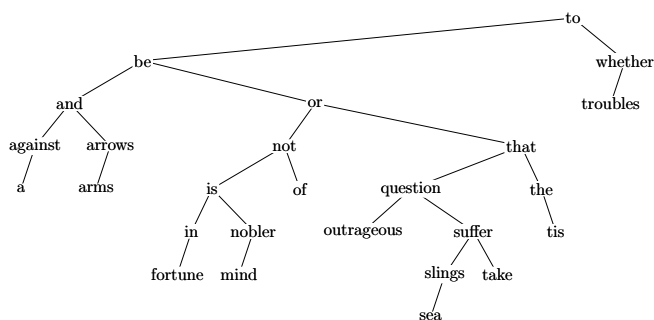 to
be whether
and or troubles
against arrows not that
a arms is of question the
in nobler outrageous suffer tis
fortune mind slings take
sea